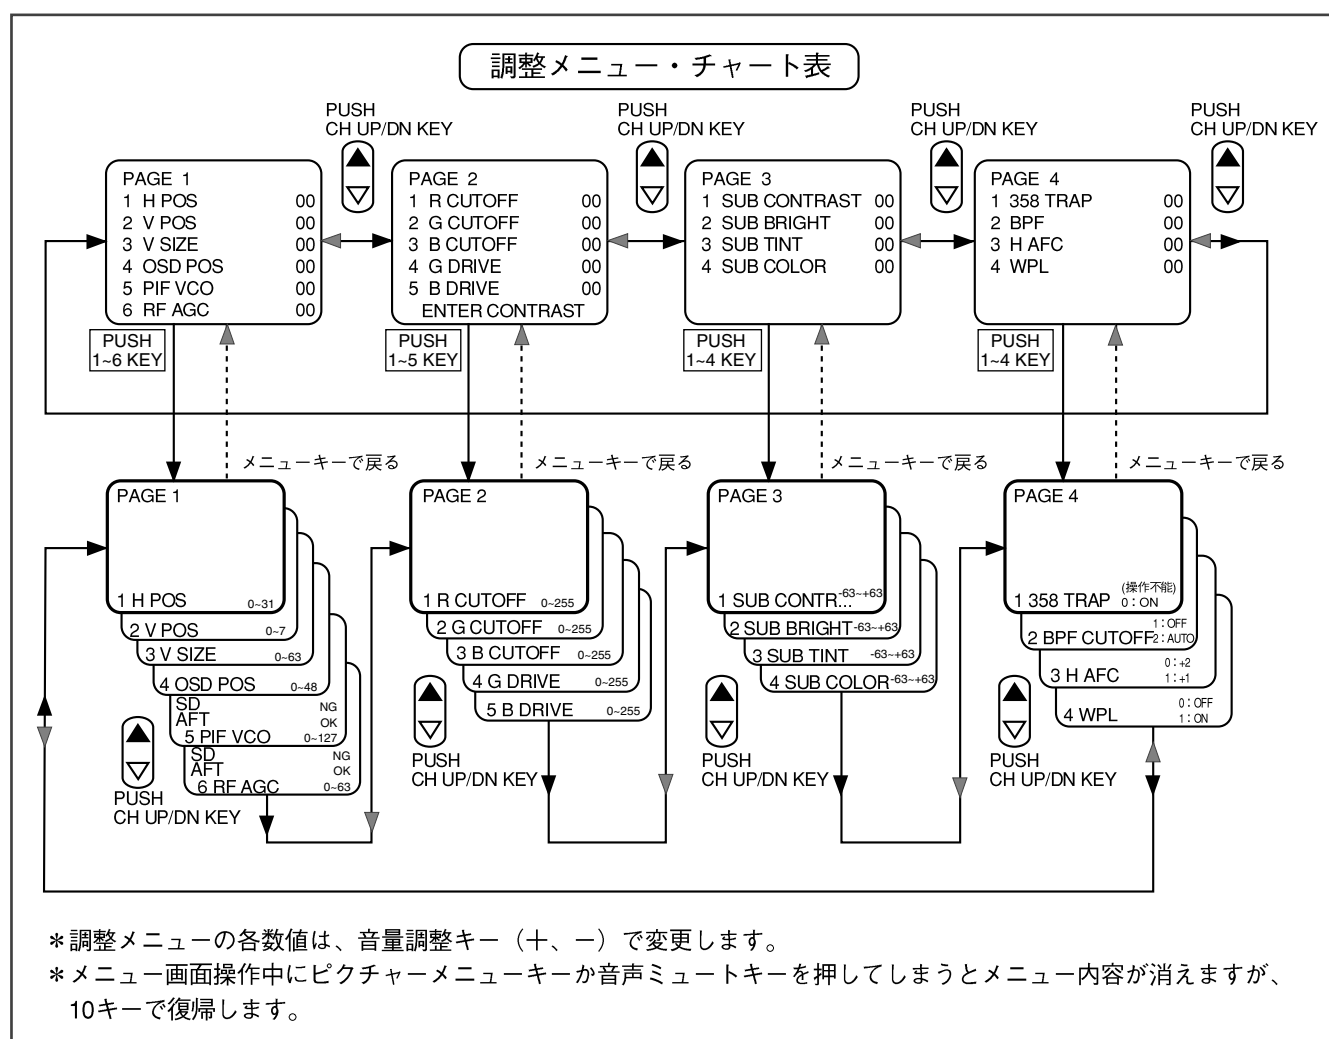 調整メニュー・チャート表
PUSH
CH UP/DN KEY
PUSH
CH UP/DN KEY
PUSH
CH UP/DN KEY
PUSH
CH UP/DN KEY
PAGE 1
1 H POS 00
2 V POS 00
3 V SIZE 00
4 OSD POS 00
5 PIF VCO 00
6 RF AGC 00
PAGE 2
1 R CUTOFF 00
2 G CUTOFF 00
3 B CUTOFF 00
4 G DRIVE 00
5 B DRIVE 00
ENTER CONTRAST
PAGE 3
1 SUB CONTRAST 00
2 SUB BRIGHT 00
3 SUB TINT 00
4 SUB COLOR 00
PAGE 4
1 358 TRAP 00
2 BPF 00
3 H AFC 00
4 WPL 00
PUSH
1~6 KEY
PUSH
1~5 KEY
PUSH
1~4 KEY
PUSH
1~4 KEY
メニューキーで戻る
メニューキーで戻る
メニューキーで戻る
メニューキーで戻る
PAGE 1
1 H POS 0~31
2 V POS 0~7
3 V SIZE 0~63
4 OSD POS 0~48
SD NG
AFT OK
5 PIF VCO 0~127
SD NG
AFT OK
6 RF AGC 0~63
PUSH
CH UP/DN KEY
PAGE 2
1 R CUTOFF 0~255
2 G CUTOFF 0~255
3 B CUTOFF 0~255
4 G DRIVE 0~255
5 B DRIVE 0~255
PUSH
CH UP/DN KEY
PAGE 3
1 SUB CONTR... -63~+63
2 SUB BRIGHT -63~+63
3 SUB TINT -63~+63
4 SUB COLOR -63~+63
PUSH
CH UP/DN KEY
PAGE 4
(操作不能)
1 358 TRAP 0：ON
1：OFF
2 BPF CUTOFF 2：AUTO
0：+2
3 H AFC 1：+1
0：OFF
4 WPL 1：ON
PUSH
CH UP/DN KEY
＊調整メニューの各数値は、音量調整キー（＋、－）で変更します。
＊メニュー画面操作中にピクチャーメニューキーか音声ミュートキーを押してしまうとメニュー内容が消えますが、
10キーで復帰します。